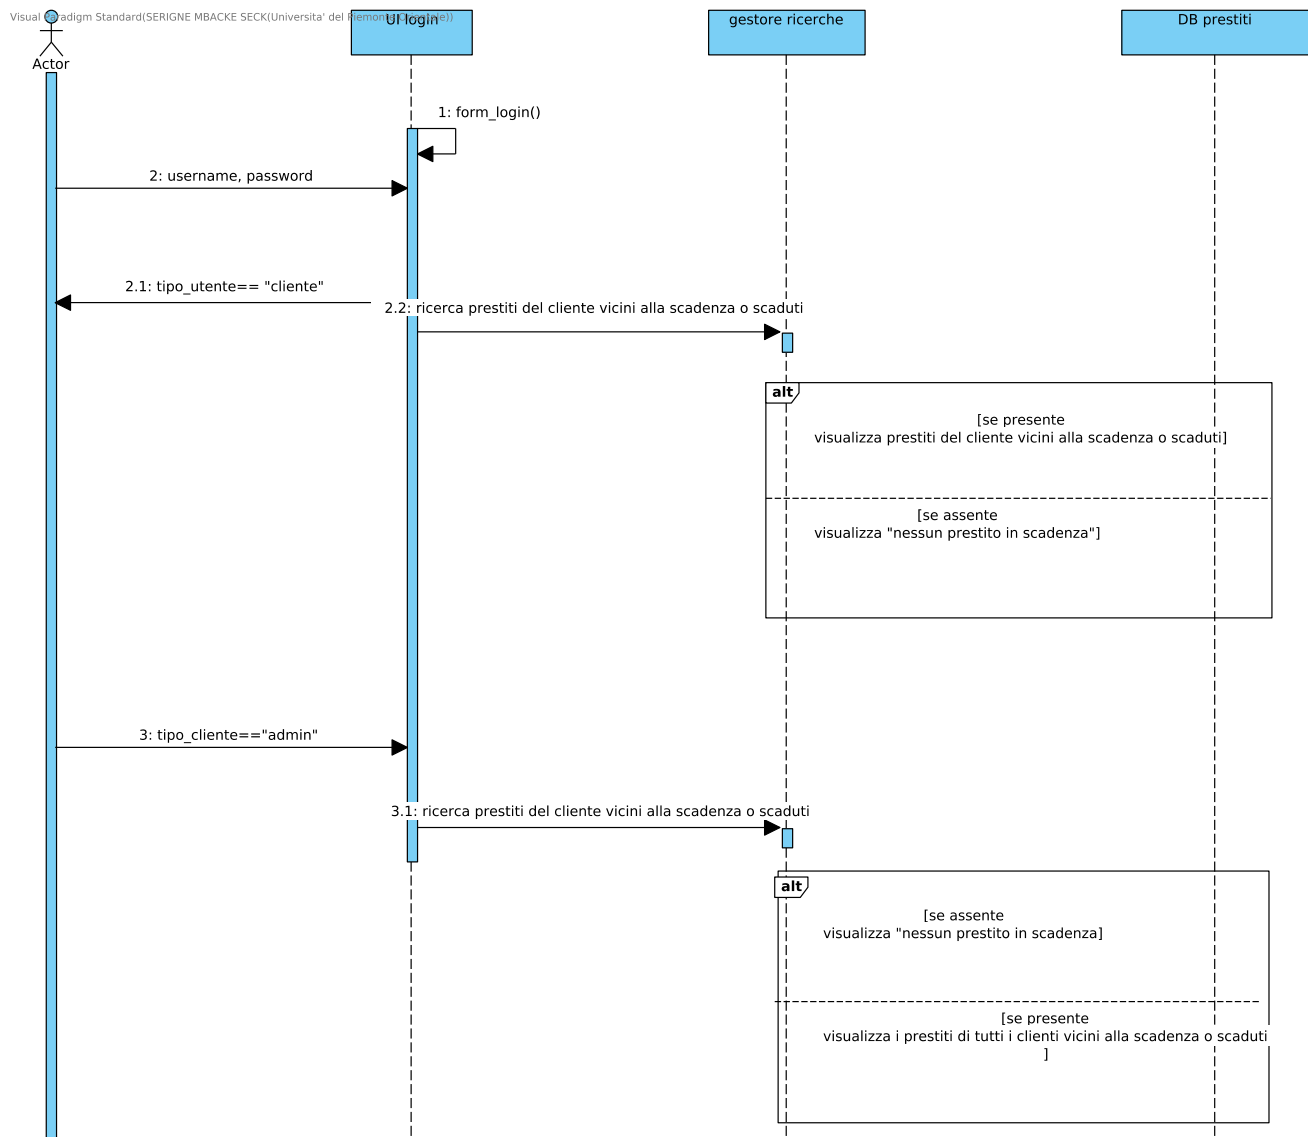 Visual Paradigm Standard(SERIGNE MBACKE SECK(Universita' del Piemonte Orientale))
Actor
UI login
gestore ricerche
DB prestiti
1: form_login()
2: username, password
2.1: tipo_utente== "cliente"
2.2: ricerca prestiti del cliente vicini alla scadenza o scaduti
alt
[se presente
visualizza prestiti del cliente vicini alla scadenza o scaduti]
[se assente
visualizza "nessun prestito in scadenza"]
3: tipo_cliente=="admin"
3.1: ricerca prestiti del cliente vicini alla scadenza o scaduti
alt
[se assente
visualizza "nessun prestito in scadenza]
[se presente
visualizza i prestiti di tutti i clienti vicini alla scadenza o scaduti
]